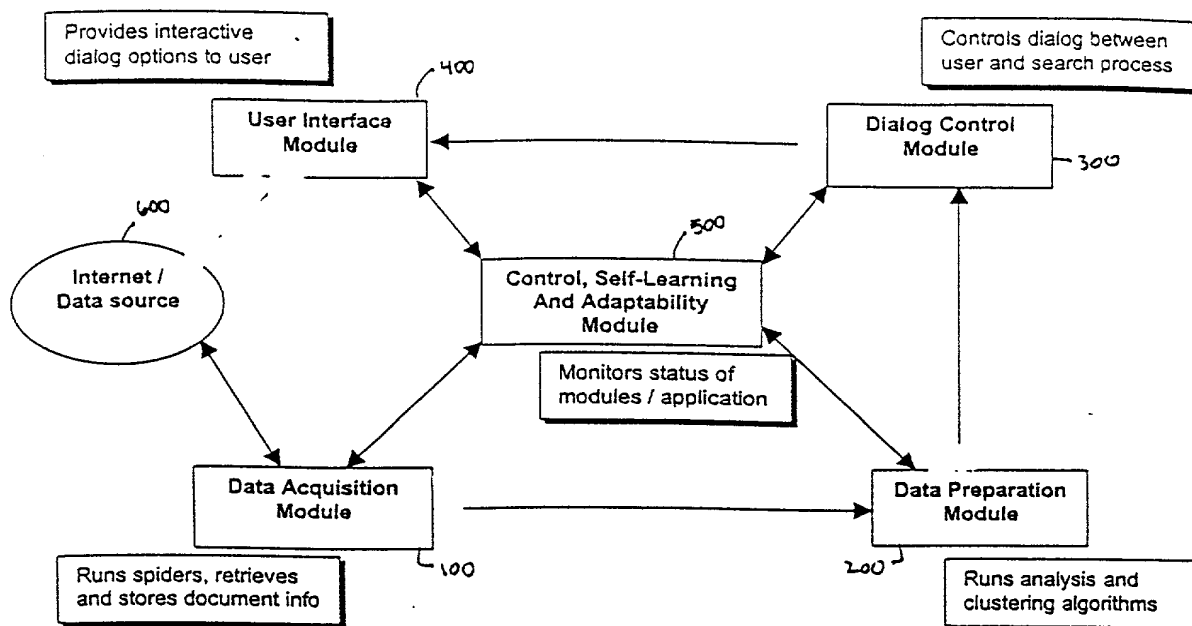 Provides interactive
dialog options to user
Controls dialog between
user and search process
400
User Interface
Module
Dialog Control
Module
300
600
Internet /
Data source
500
Control, Self-Learning
And Adaptability
Module
Monitors status of
modules / application
Data Acquisition
Module
100
Runs spiders, retrieves
and stores document info
Data Preparation
Module
200
Runs analysis and
clustering algorithms